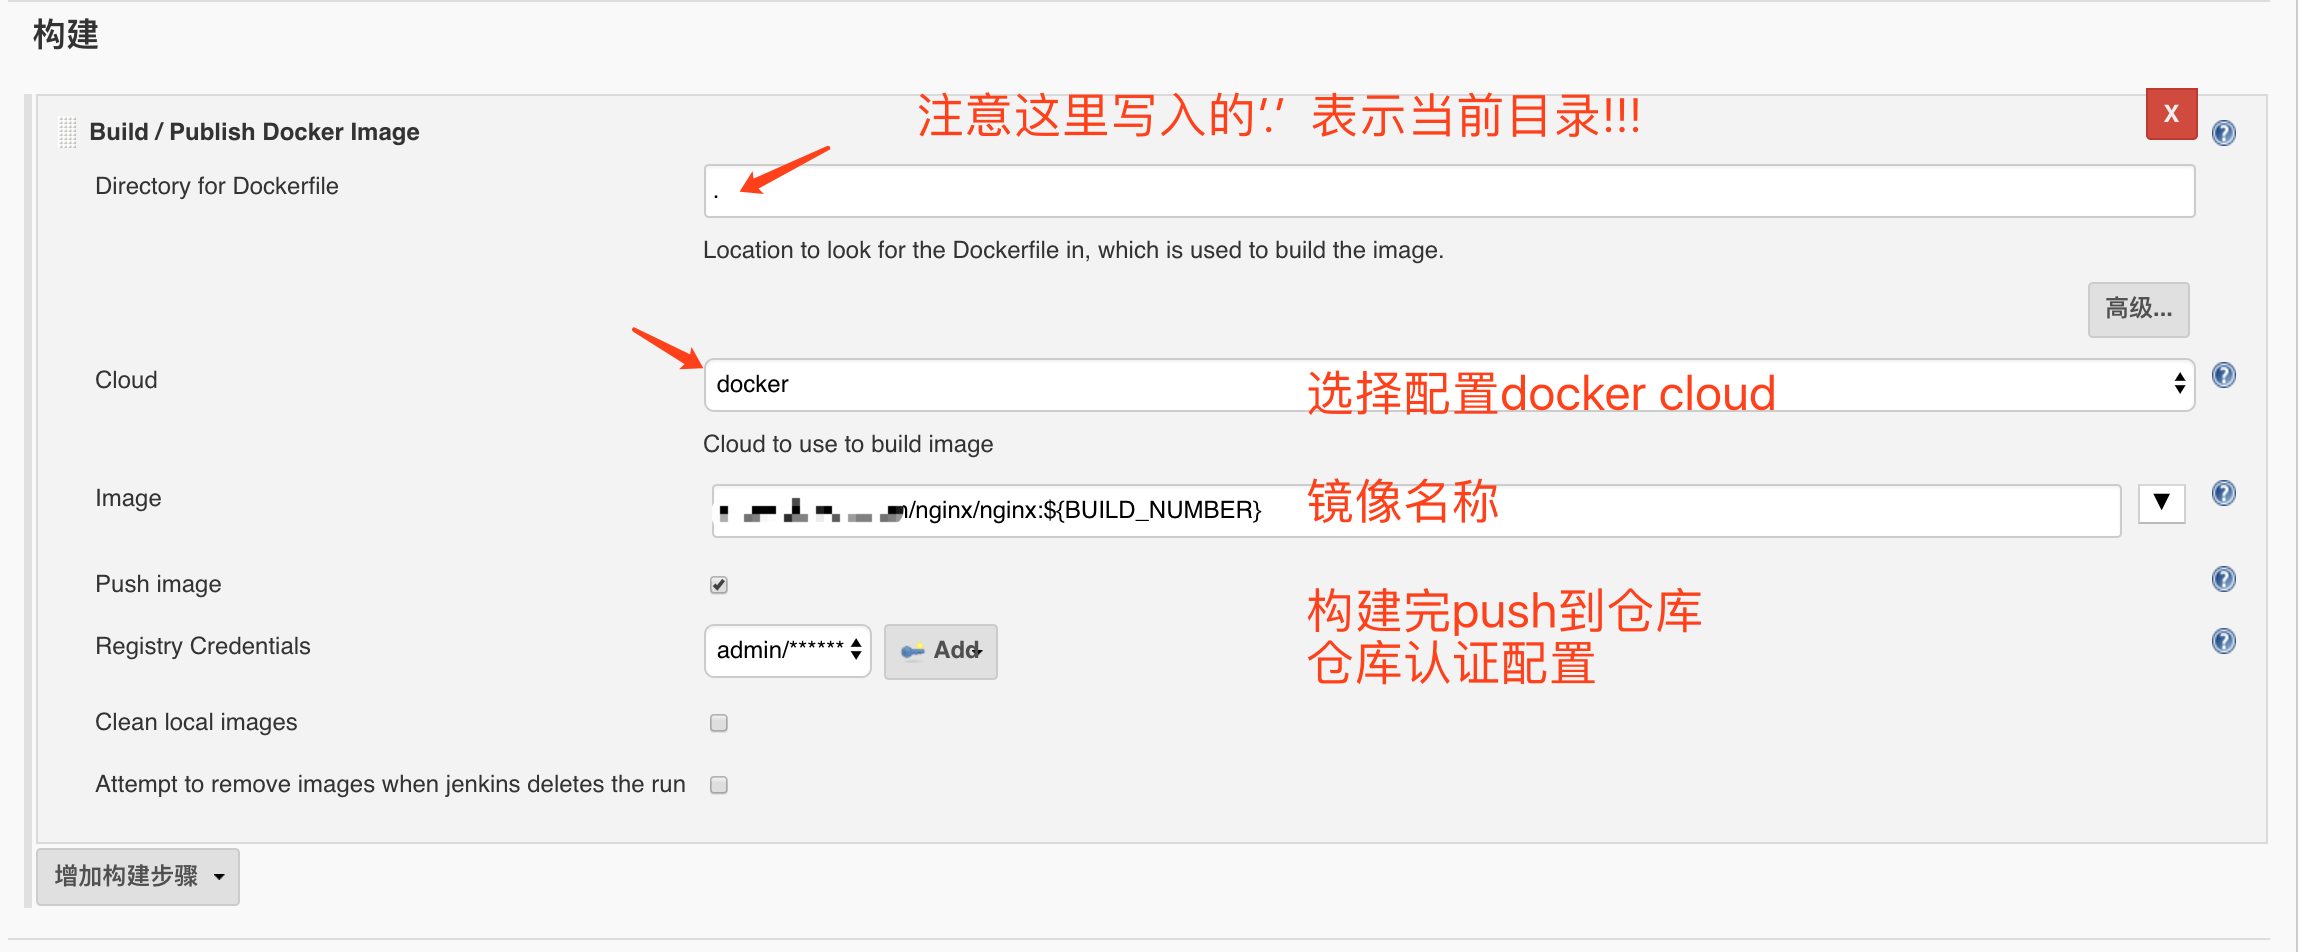 构建
注意这里写入的'.' 表示当前目录!!!
X
Build / Publish Docker Image
Directory for Dockerfile
.
Location to look for the Dockerfile in, which is used to build the image.
高级...
Cloud
docker
选择配置docker cloud
Cloud to use to build image
Image
/nginx/nginx:${BUILD_NUMBER}
镜像名称
Push image
构建完push到仓库
Registry Credentials
admin/******
Add
仓库认证配置
Clean local images
Attempt to remove images when jenkins deletes the run
增加构建步骤